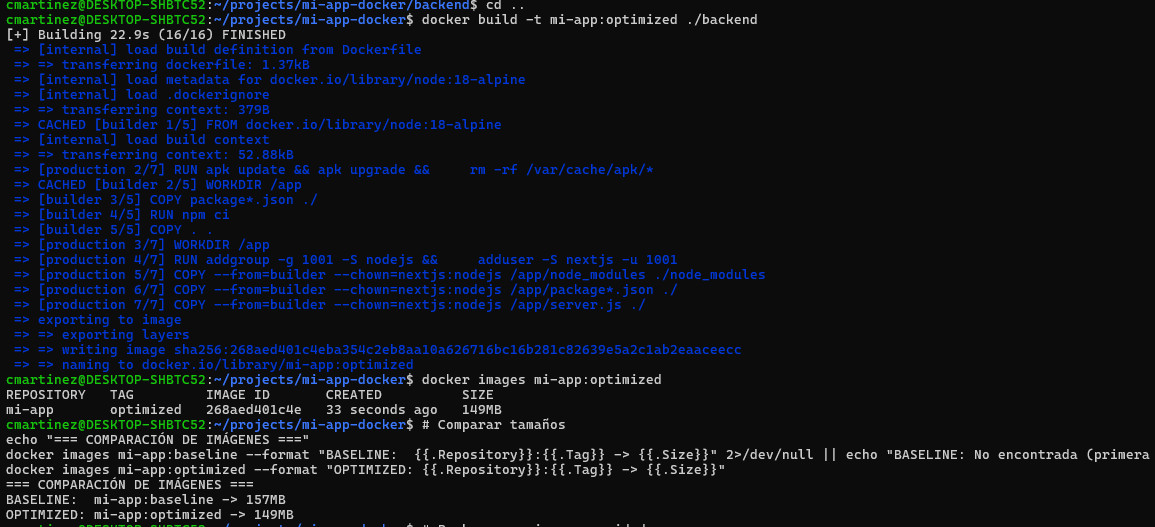 cmartinez@DESKTOP-SHBTC52:~/projects/mi-app-docker/backend$ cd ..
cmartinez@DESKTOP-SHBTC52:~/projects/mi-app-docker$ docker build -t mi-app:optimized ./backend
[+] Building 22.9s (16/16) FINISHED
=> [internal] load build definition from Dockerfile
=> => transferring dockerfile: 1.37kB
=> [internal] load metadata for docker.io/library/node:18-alpine
=> [internal] load .dockerignore
=> => transferring context: 379B
=> CACHED [builder 1/5] FROM docker.io/library/node:18-alpine
=> [internal] load build context
=> => transferring context: 52.88kB
=> [production 2/7] RUN apk update && apk upgrade &&     rm -rf /var/cache/apk/*
=> CACHED [builder 2/5] WORKDIR /app
=> [builder 3/5] COPY package*.json ./
=> [builder 4/5] RUN npm ci
=> [builder 5/5] COPY . .
=> [production 3/7] WORKDIR /app
=> [production 4/7] RUN addgroup -g 1001 -S nodejs &&     adduser -S nextjs -u 1001
=> [production 5/7] COPY --from=builder --chown=nextjs:nodejs /app/node_modules ./node_modules
=> [production 6/7] COPY --from=builder --chown=nextjs:nodejs /app/package*.json ./
=> [production 7/7] COPY --from=builder --chown=nextjs:nodejs /app/server.js ./
=> exporting to image
=> => exporting layers
=> => writing image sha256:268aed401c4eba354c2eb8aa10a626716bc16b281c82639e5a2c1ab2eaaceecc
=> => naming to docker.io/library/mi-app:optimized
cmartinez@DESKTOP-SHBTC52:~/projects/mi-app-docker$ docker images mi-app:optimized
REPOSITORY   TAG         IMAGE ID       CREATED          SIZE
mi-app       optimized   268aed401c4e   33 seconds ago   149MB
cmartinez@DESKTOP-SHBTC52:~/projects/mi-app-docker$ # Comparar tamaños
echo "=== COMPARACIÓN DE IMÁGENES ==="
docker images mi-app:baseline --format "BASELINE:  {{.Repository}}:{{.Tag}} -> {{.Size}}" 2>/dev/null || echo "BASELINE: No encontrada (primera
docker images mi-app:optimized --format "OPTIMIZED: {{.Repository}}:{{.Tag}} -> {{.Size}}"
=== COMPARACIÓN DE IMÁGENES ===
BASELINE:  mi-app:baseline -> 157MB
OPTIMIZED: mi-app:optimized -> 149MB